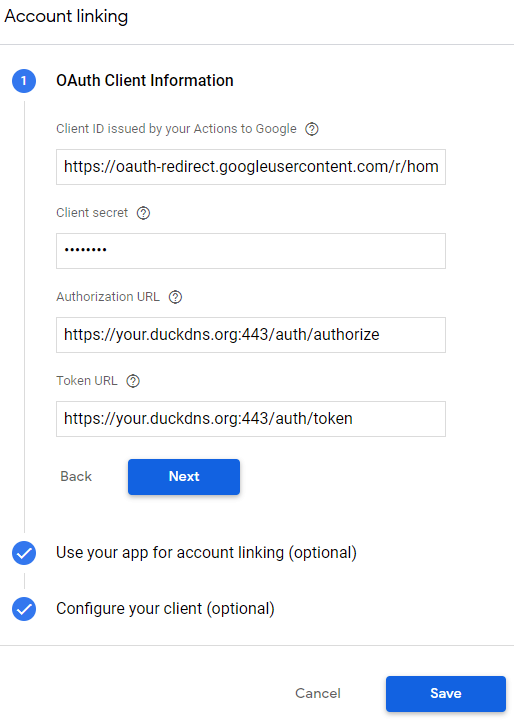 Account linking
1 OAuth Client Information
Client ID issued by your Actions to Google
https://oauth-redirect.googleusercontent.com/r/hom
Client secret
••••••••
Authorization URL
https://your.duckdns.org:443/auth/authorize
Token URL
https://your.duckdns.org:443/auth/token
Back Next
Use your app for account linking (optional)
Configure your client (optional)
Cancel Save